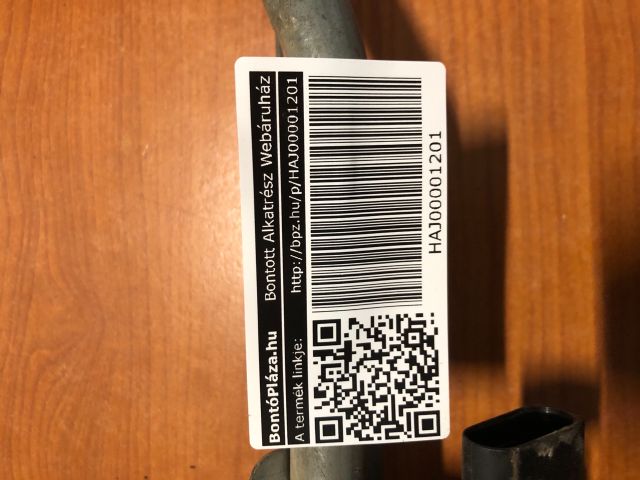 BontóPláza.hu Bontott Alkatrész Webáruház
A termék linkje: http://bpz.hu/p/HAJ00001201
HAJ00001201